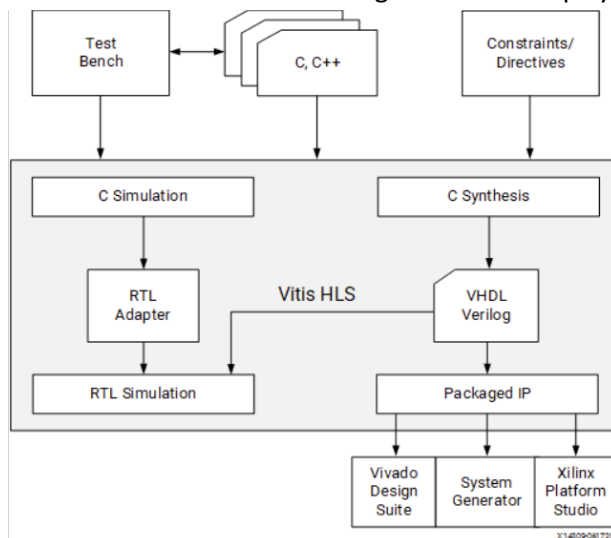 Test
Bench
C, C++
Constraints/
Directives
C Simulation
C Synthesis
RTL
Adapter
Vitis HLS
VHDL
Verilog
RTL Simulation
Packaged IP
Vivado
Design
Suite
System
Generator
Xilinx
Platform
Studio